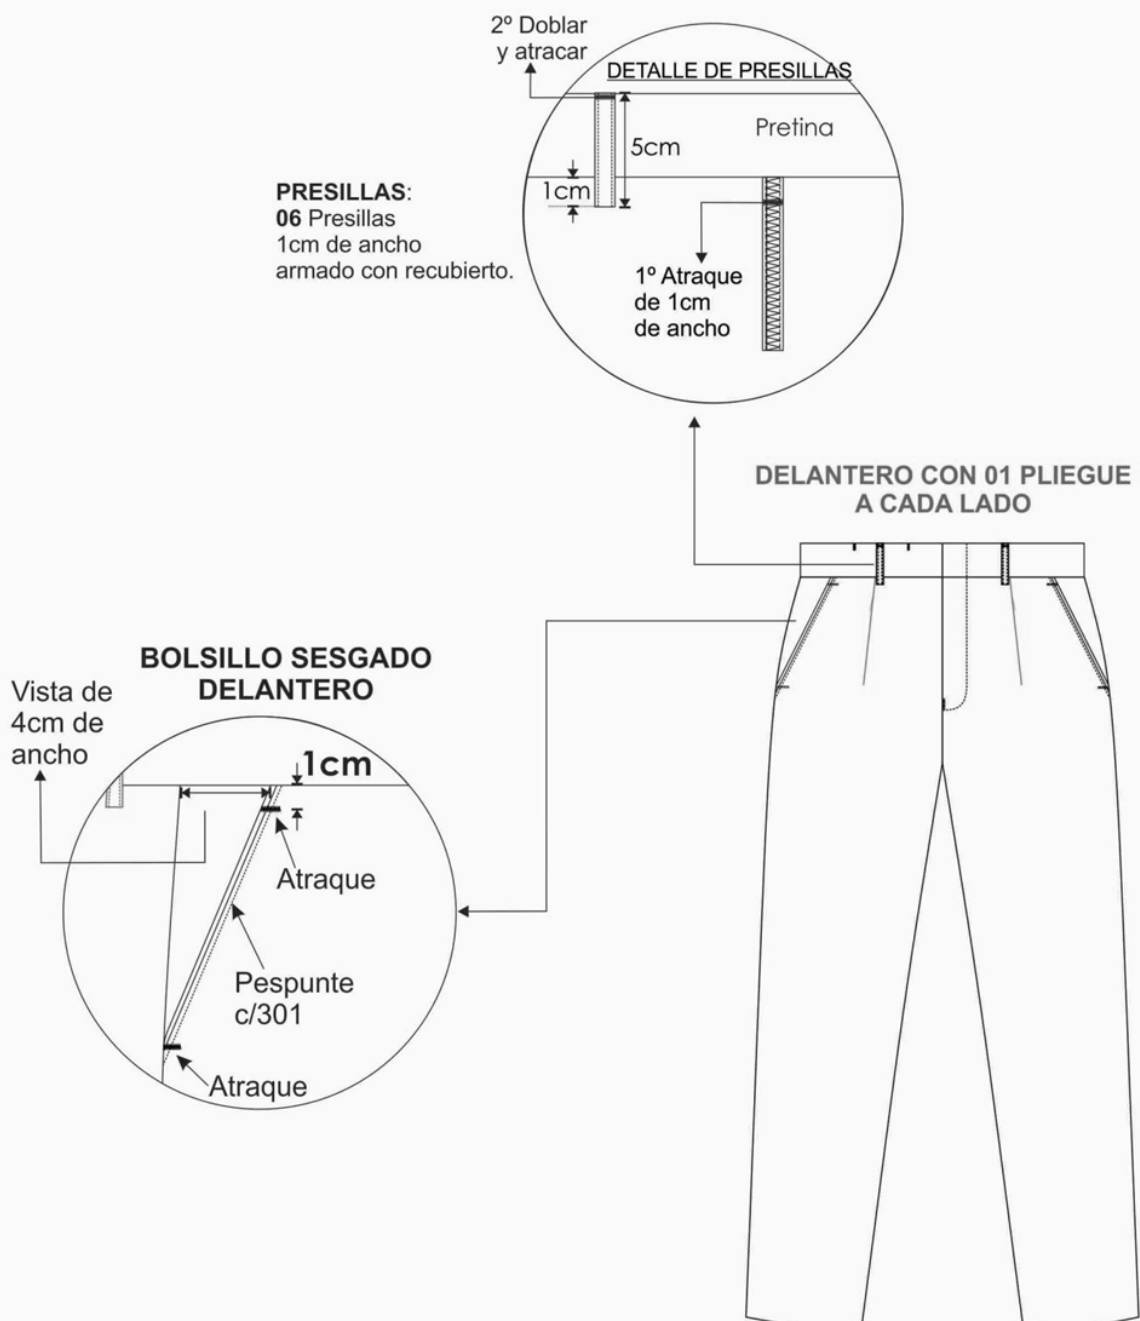 2º Doblar
y atracar
DETALLE DE PRESILLAS
Pretina
5cm
1cm
PRESILLAS:
06 Presillas
1cm de ancho
armado con recubierto.
1º Atraque
de 1cm
de ancho
DELANTERO CON 01 PLIEGUE
A CADA LADO
BOLSILLO SESGADO
DELANTERO
Vista de
4cm de
ancho
1cm
Atraque
Pespunte
c/301
Atraque